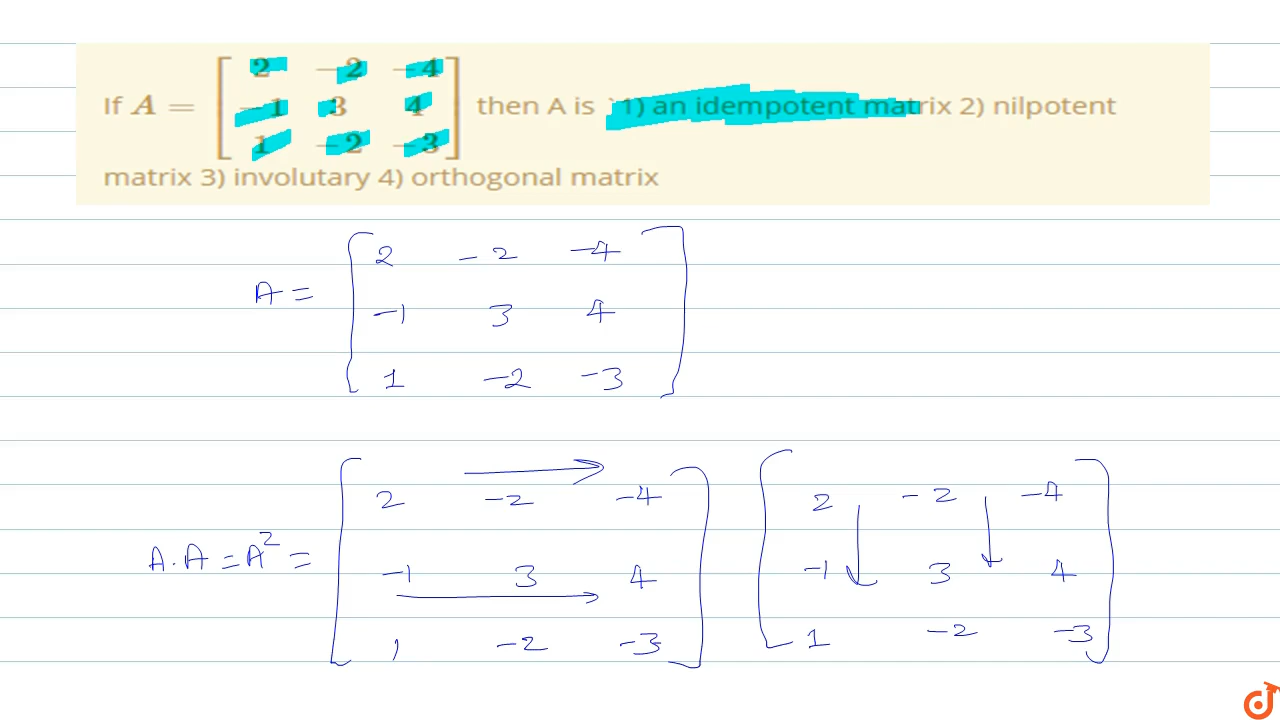 2 −2 −4
If A = −1 3 4 then A is `1) an idempotent matrix 2) nilpotent
1 −2 −3
matrix 3) involutary 4) orthogonal matrix
2 -2 -4
A =
-1 3 4
1 -2 -3
2 -2 -4 2 -2 -4
A.A = A² =
-1 3 4 -1 3 4
1 -2 -3 1 -2 -3